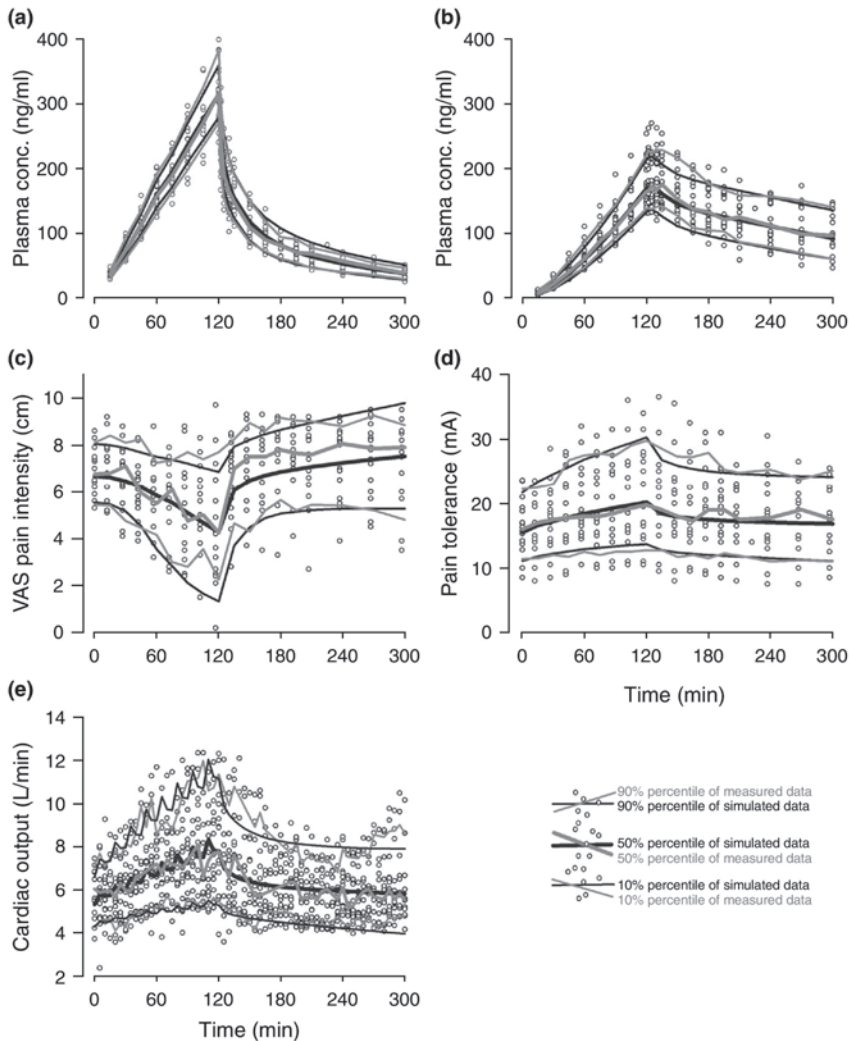 (a)
400
300
200
100
0
Plasma conc. (ng/ml)
0 60 120 180 240 300
(b)
400
300
200
100
0
Plasma conc. (ng/ml)
0 60 120 180 240 300
(c)
10
8
6
4
2
0
VAS pain intensity (cm)
0 60 120 180 240 300
(d)
40
30
20
10
0
Pain tolerance (mA)
0 60 120 180 240 300
Time (min)
(e)
14
12
10
8
6
4
2
Cardiac output (L/min)
0 60 120 180 240 300
Time (min)
90% percentile of measured data
90% percentile of simulated data
50% percentile of simulated data
50% percentile of measured data
10% percentile of simulated data
10% percentile of measured data